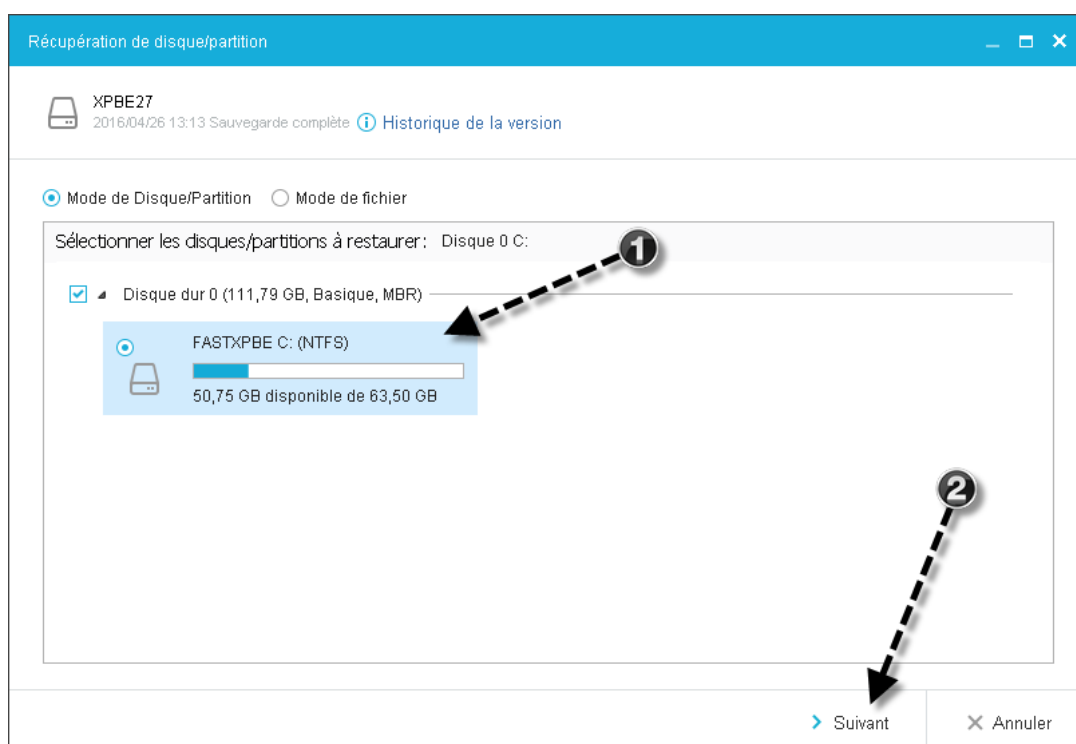 Récupération de disque/partition
XPBE27
2016/04/26 13:13 Sauvegarde complète Historique de la version
Mode de Disque/Partition Mode de fichier
Sélectionner les disques/partitions à restaurer: Disque 0 C:
1
Disque dur 0 (111,79 GB, Basique, MBR)
FASTXPBE C: (NTFS)
50,75 GB disponible de 63,50 GB
2
Suivant Annuler